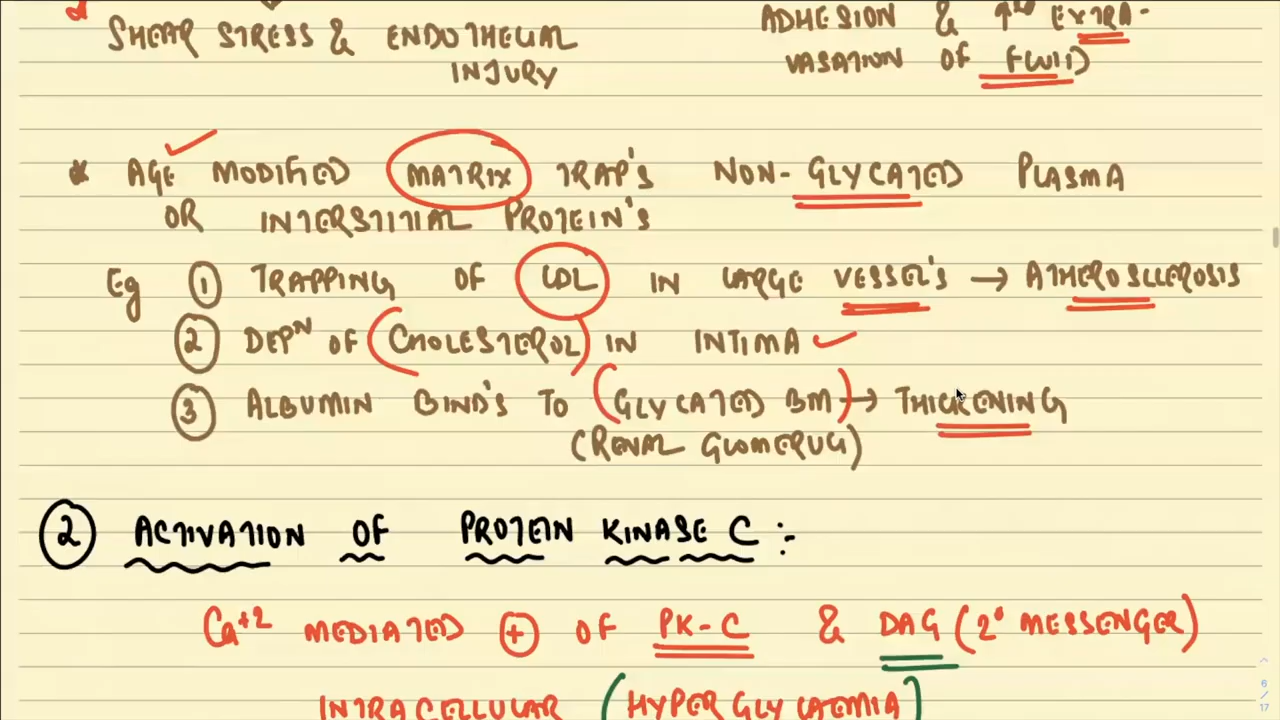 SHEAR STRESS & ENDOTHELIAL
INJURY
ADHESION & ↑ed EXTRA-
VASATION OF FLUID
* AGE MODIFIED MATRIX TRAP'S NON-GLYCATED PLASMA
OR INTERSTITIAL PROTEIN'S
Eg ① TRAPPING OF LDL IN LARGE VESSEL'S → ATHEROSCLEROSIS
② DEPN OF (CHOLESTEROL) IN INTIMA ✓
③ ALBUMIN BIND'S TO (GLYCATED BM) → THICKENING
(RENAL GLOMERULI)
② ACTIVATION OF PROTEIN KINASE C :-
Ca+2 MEDIATED ⊕ OF PK-C & DAG (2° MESSENGER)
INTRACELLULAR (HYPERGLYCAEMIA)
6
/
17